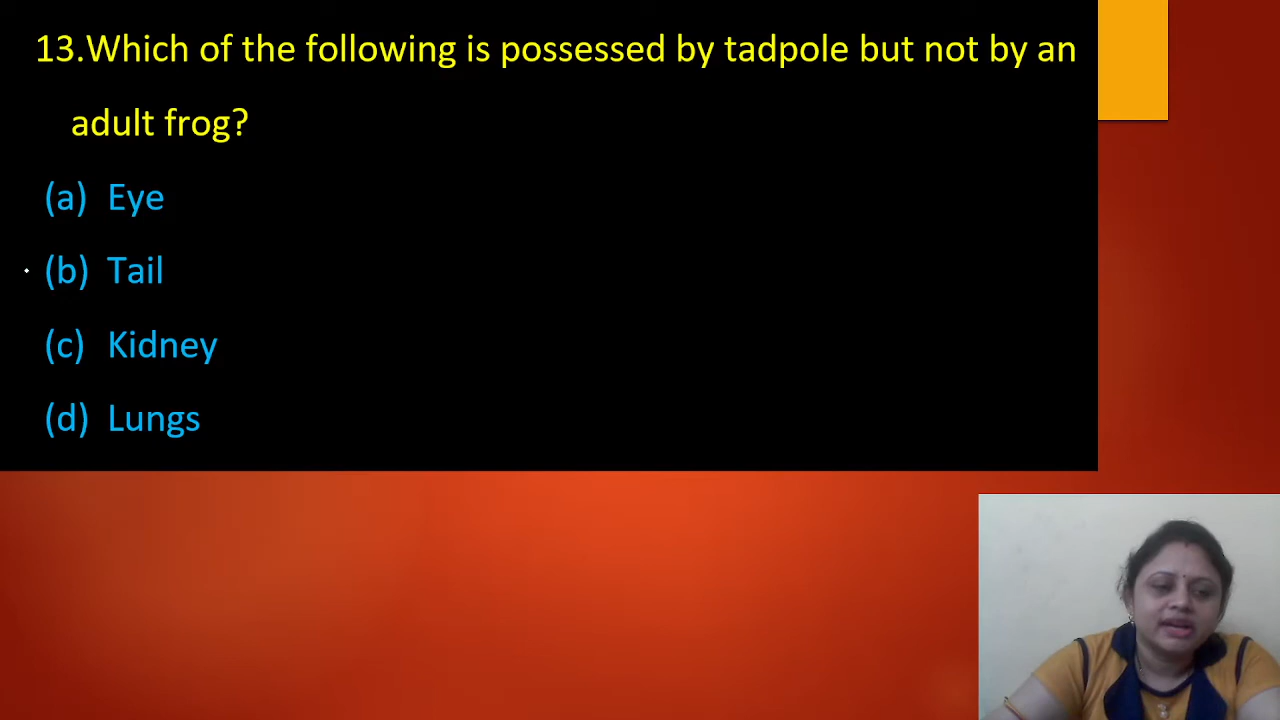 13.Which of the following is possessed by tadpole but not by an
adult frog?
(a) Eye
(b) Tail
(c) Kidney
(d) Lungs